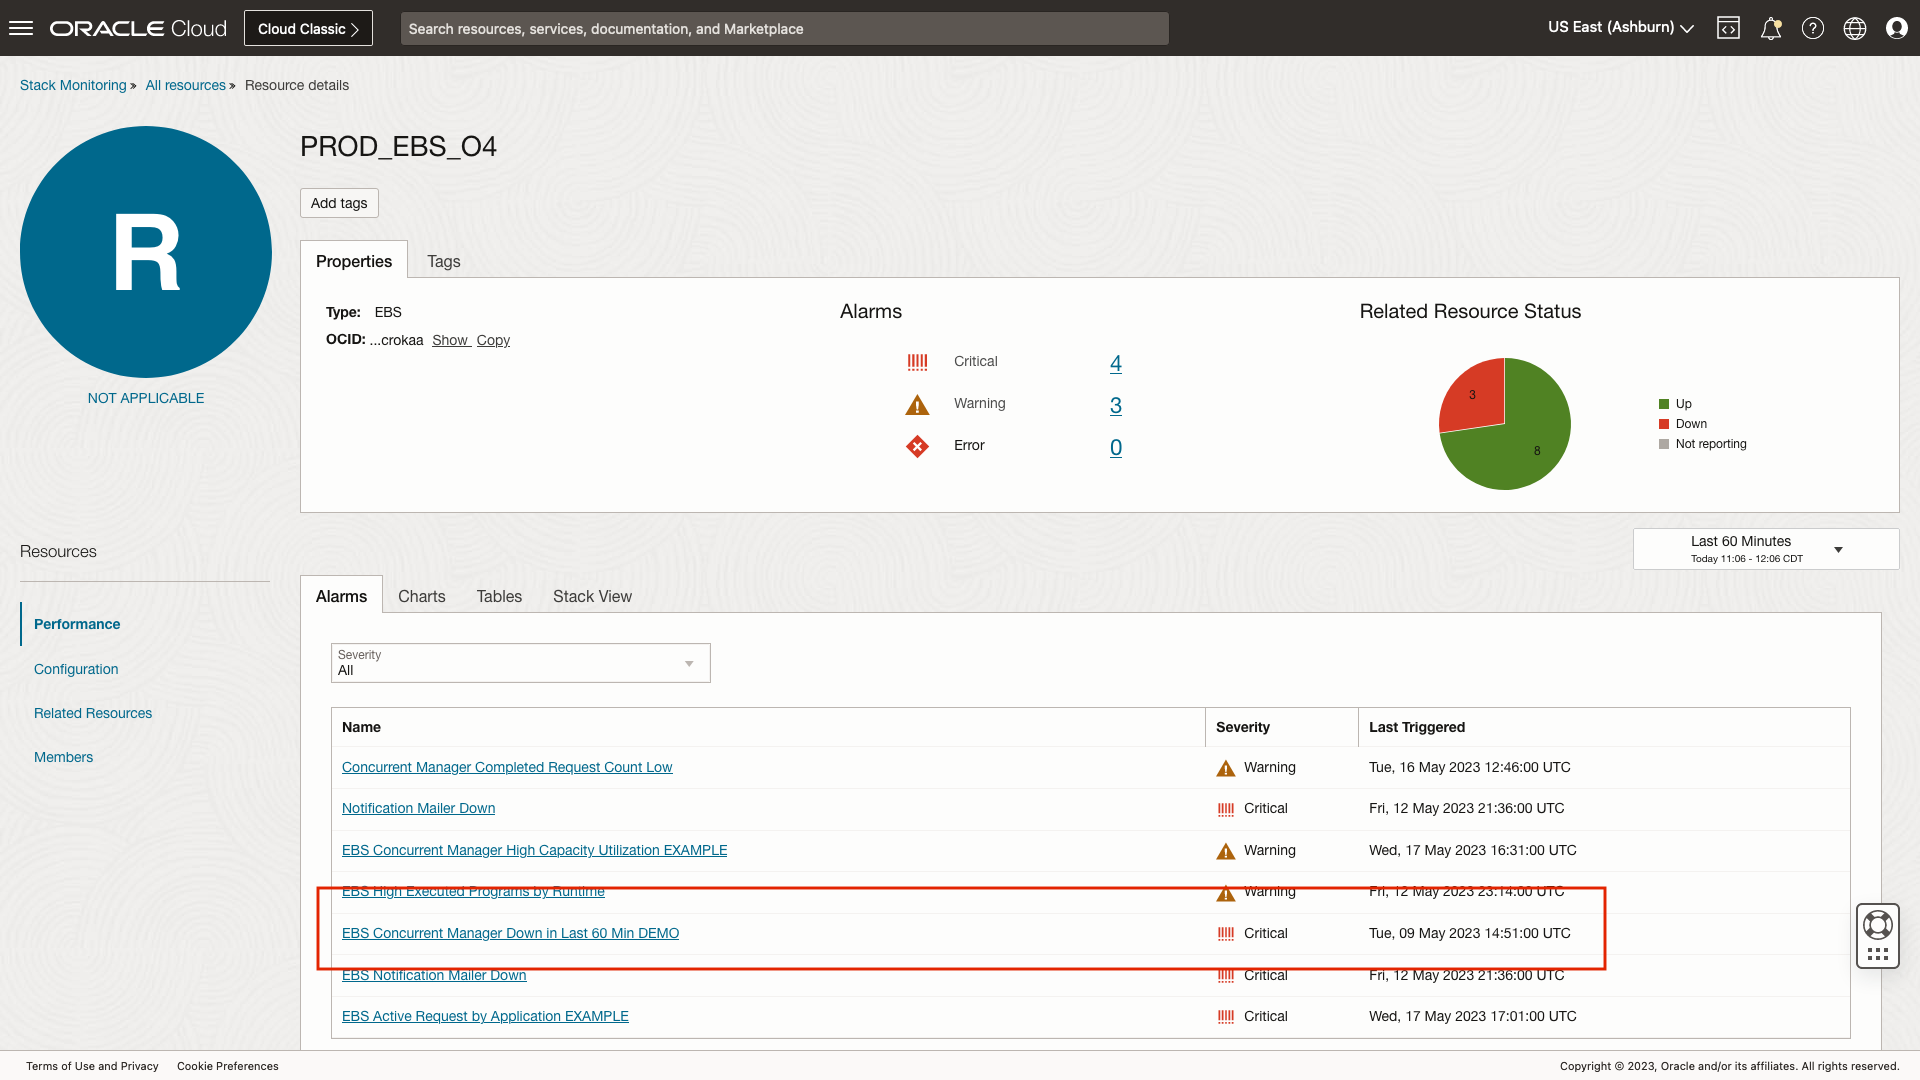 ORACLE Cloud Cloud Classic Search resources, services, documentation, and Marketplace US East (Ashburn)
Stack Monitoring » All resources » Resource details
R
NOT APPLICABLE
PROD_EBS_O4
Add tags
Properties Tags
Type: EBS
OCID: ...crokaa Show Copy
Alarms
Critical 4
Warning 3
Error 0
Related Resource Status
3
8
Up
Down
Not reporting
Last 60 Minutes
Today 11:06 - 12:06 CDT
Resources
Performance
Configuration
Related Resources
Members
Alarms Charts Tables Stack View
Severity
All
Name Severity Last Triggered
Concurrent Manager Completed Request Count Low Warning Tue, 16 May 2023 12:46:00 UTC
Notification Mailer Down Critical Fri, 12 May 2023 21:36:00 UTC
EBS Concurrent Manager High Capacity Utilization EXAMPLE Warning Wed, 17 May 2023 16:31:00 UTC
EBS High Executed Programs by Runtime Warning Fri, 12 May 2023 23:14:00 UTC
EBS Concurrent Manager Down in Last 60 Min DEMO Critical Tue, 09 May 2023 14:51:00 UTC
EBS Notification Mailer Down Critical Fri, 12 May 2023 21:36:00 UTC
EBS Active Request by Application EXAMPLE Critical Wed, 17 May 2023 17:01:00 UTC
Terms of Use and Privacy Cookie Preferences Copyright © 2023, Oracle and/or its affiliates. All rights reserved.